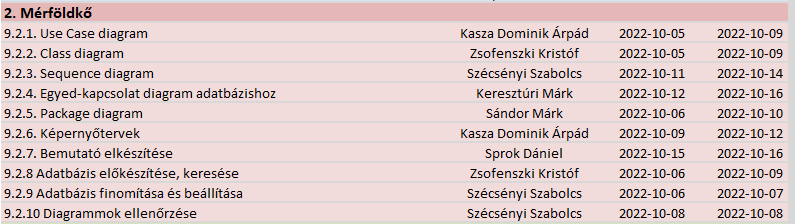 2. Mérföldkő
9.2.1. Use Case diagram Kasza Dominik Árpád 2022-10-05 2022-10-09
9.2.2. Class diagram Zsofenszki Kristóf 2022-10-05 2022-10-09
9.2.3. Sequence diagram Szécsényi Szabolcs 2022-10-11 2022-10-14
9.2.4. Egyed-kapcsolat diagram adatbázishoz Keresztúri Márk 2022-10-12 2022-10-16
9.2.5. Package diagram Sándor Márk 2022-10-06 2022-10-10
9.2.6. Képernyőtervek Kasza Dominik Árpád 2022-10-09 2022-10-12
9.2.7. Bemutató elkészítése Sprok Dániel 2022-10-15 2022-10-16
9.2.8 Adatbázis előkészítése, keresése Zsofenszki Kristóf 2022-10-06 2022-10-09
9.2.9 Adatbázis finomítása és beállítása Szécsényi Szabolcs 2022-10-06 2022-10-07
9.2.10 Diagrammok ellenőrzése Szécsényi Szabolcs 2022-10-08 2022-10-08